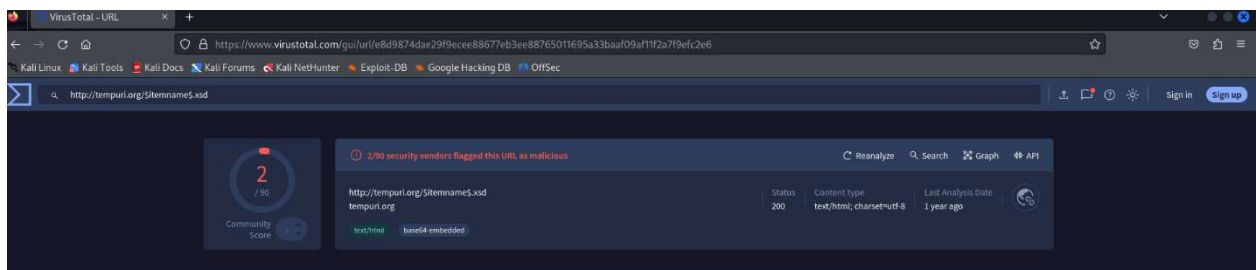 VirusTotal - URL × +
https://www.virustotal.com/gui/url/e8d9874dae29f9ecee88677eb3ee88765011695a33baaf09af11f2a7f9efc2e6
Kali Linux Kali Tools Kali Docs Kali Forums Kali NetHunter Exploit-DB Google Hacking DB OffSec
http://tempuri.org/$itemname$.xsd Sign in Sign up
2/90 security vendors flagged this URL as malicious Reanalyze Search Graph API
2
/ 90
http://tempuri.org/$itemname$.xsd Status Content type Last Analysis Date
tempuri.org 200 text/html; charset=utf-8 1 year ago
Community
Score
text/html base64-embedded